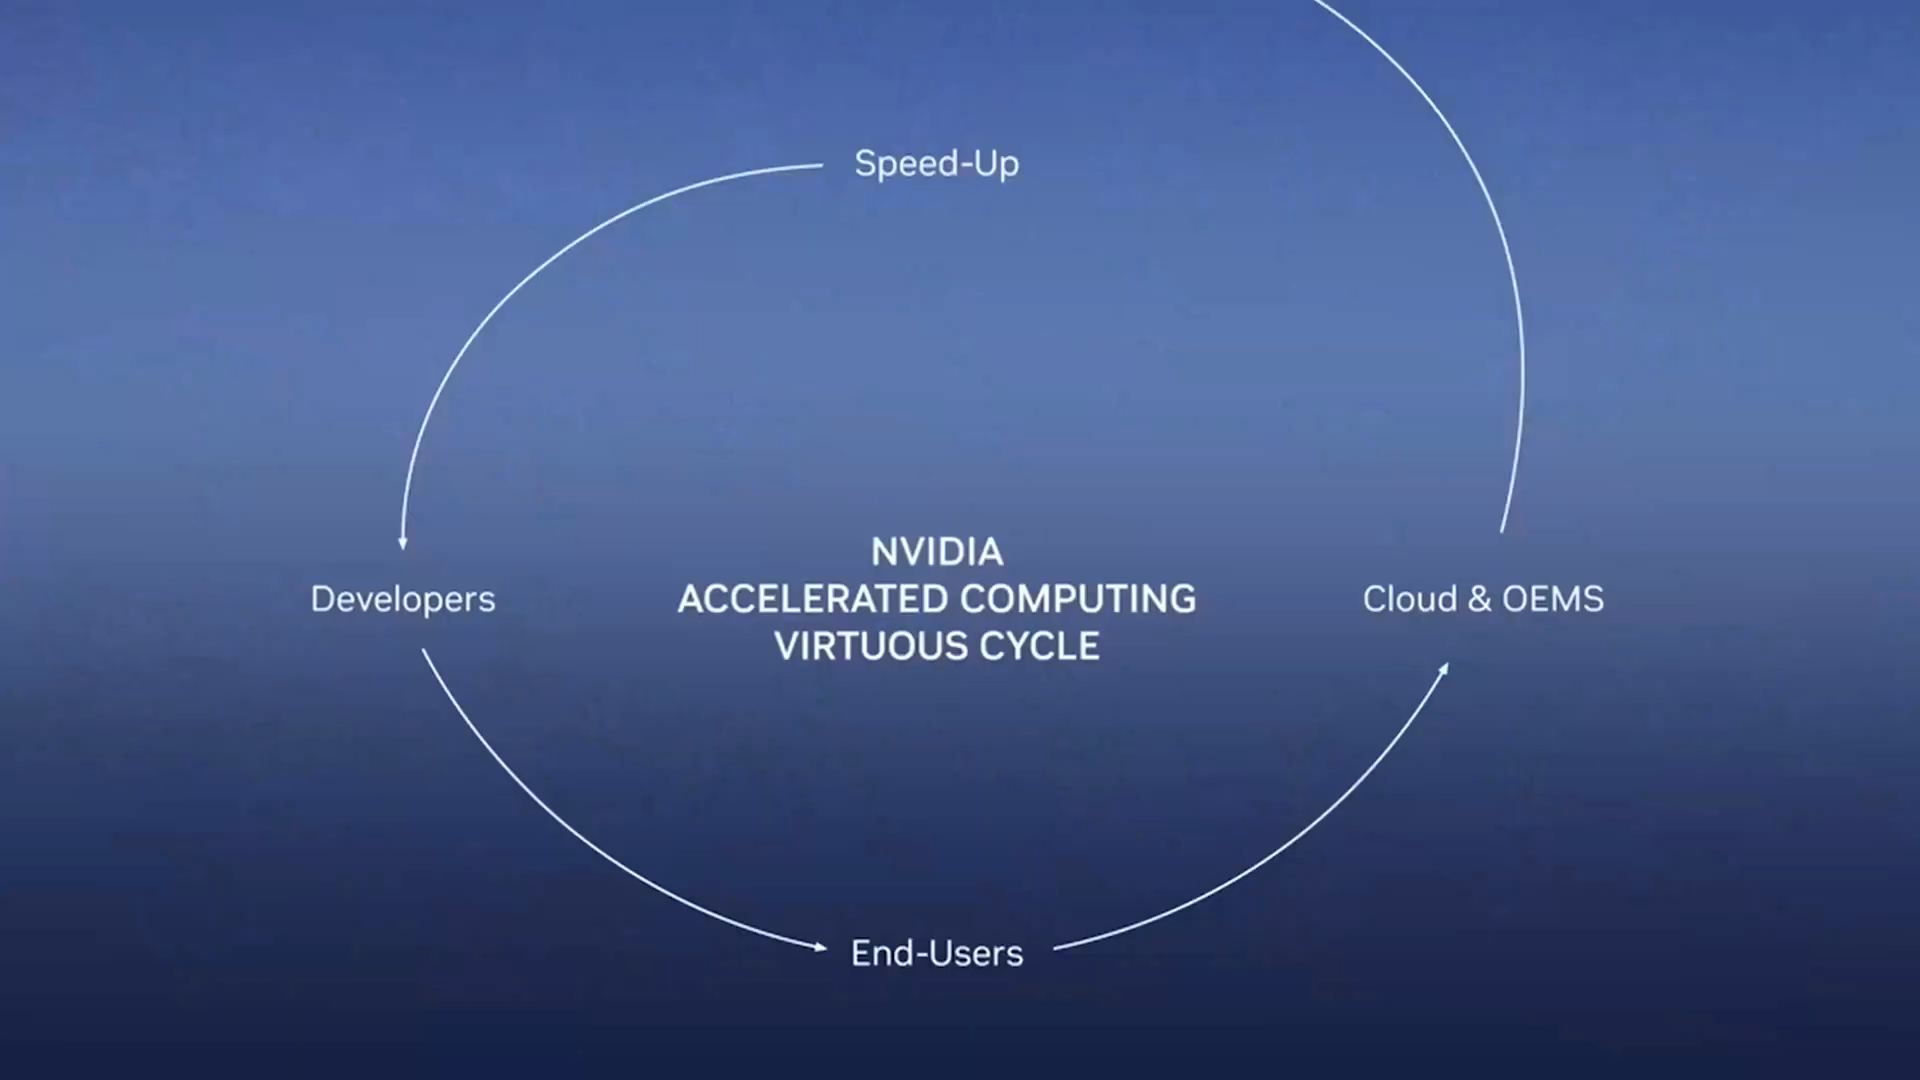 Speed-Up
NVIDIA
ACCELERATED COMPUTING
VIRTUOUS CYCLE
Developers
Cloud & OEMS
End-Users